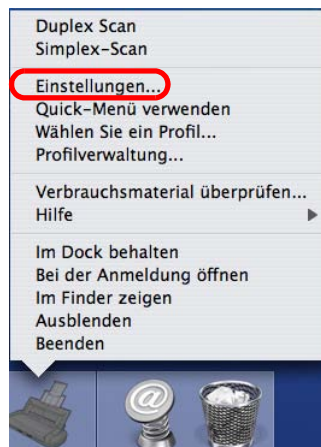 Duplex Scan
Simplex-Scan
Einstellungen...
Quick-Menü verwenden
Wählen Sie ein Profil...
Profilverwaltung...
Verbrauchsmaterial überprüfen...
Hilfe
Im Dock behalten
Bei der Anmeldung öffnen
Im Finder zeigen
Ausblenden
Beenden
@